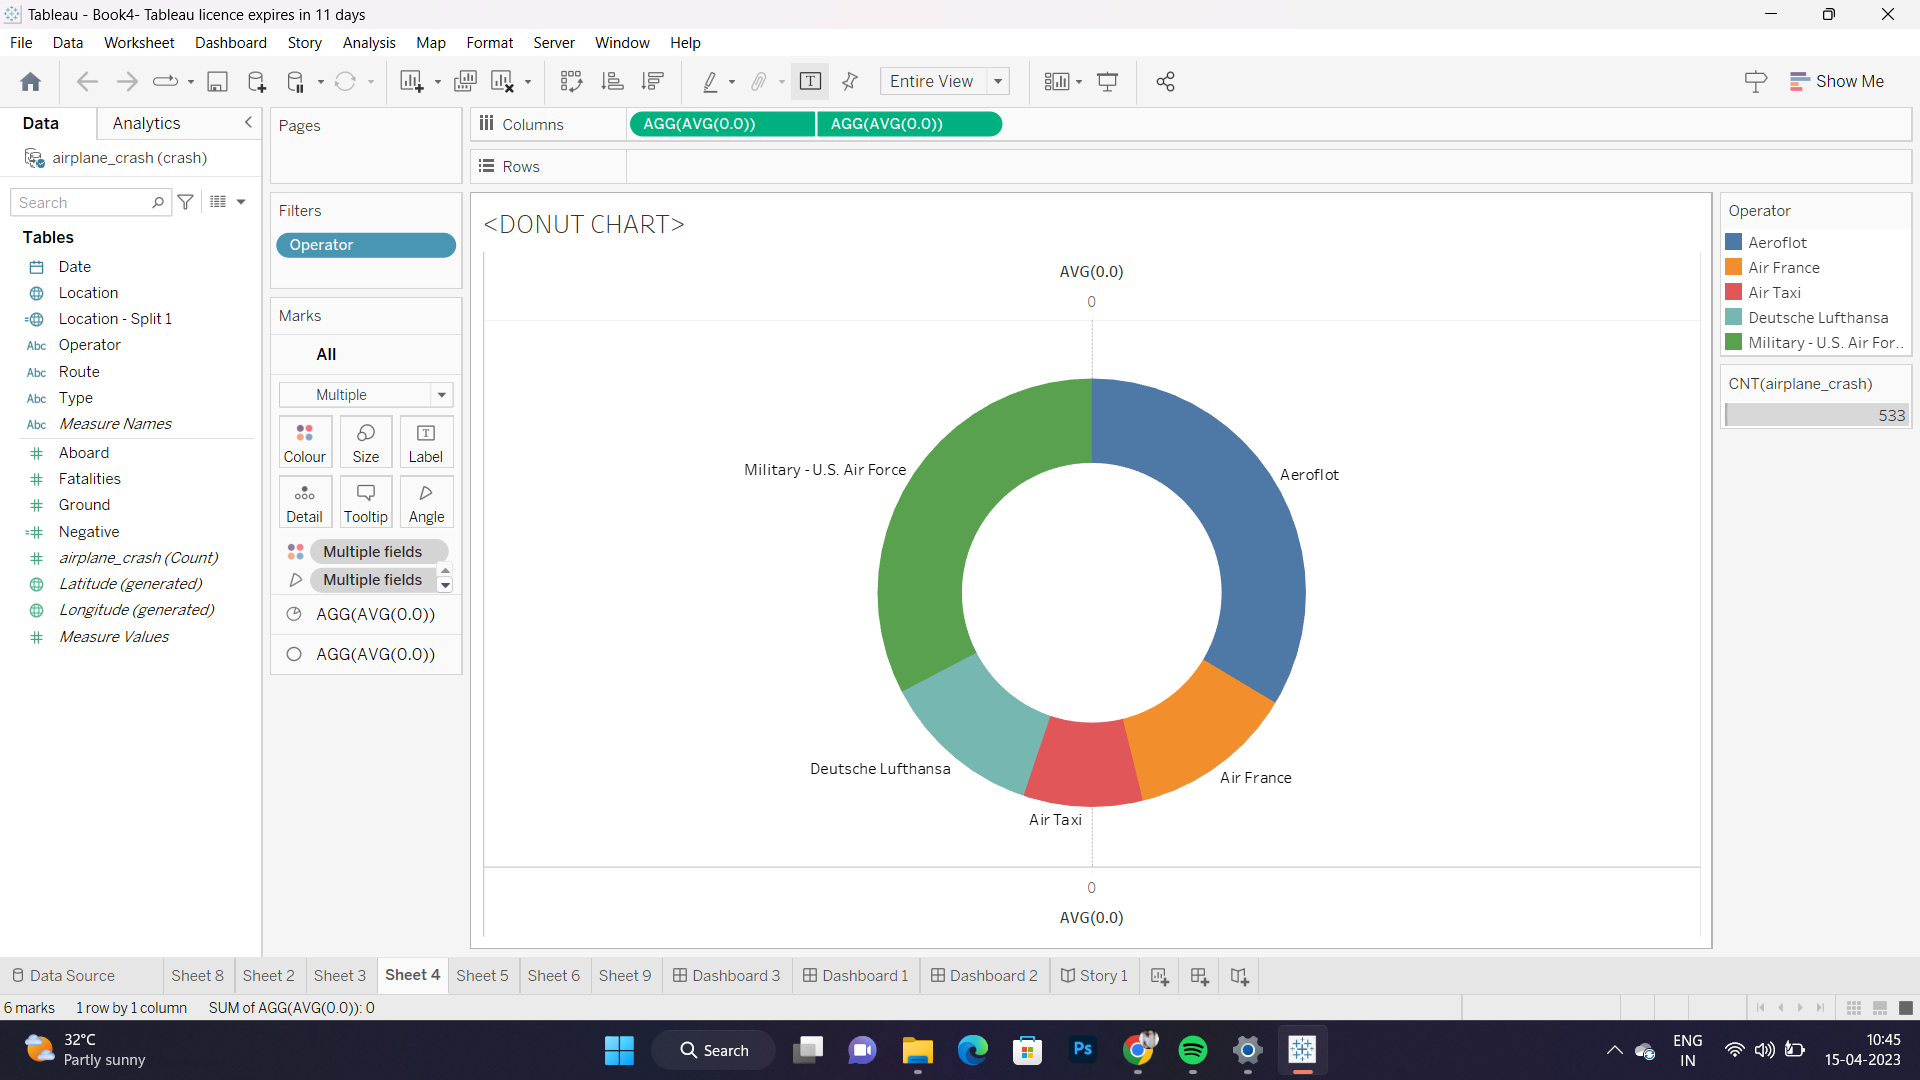 Tableau - Book4- Tableau licence expires in 11 days
File Data Worksheet Dashboard Story Analysis Map Format Server Window Help
T Entire View Show Me
Data Analytics
airplane_crash (crash)
Search
Tables
Date
Location
Location - Split 1
Abc Operator
Abc Route
Abc Type
Abc Measure Names
Aboard
Fatalities
Ground
Negative
airplane_crash (Count)
Latitude (generated)
Longitude (generated)
Measure Values
Pages
Filters
Operator
Marks
All
Multiple
Colour Size Label
Detail Tooltip Angle
Multiple fields
Multiple fields
AGG(AVG(0.0))
AGG(AVG(0.0))
Columns AGG(AVG(0.0)) AGG(AVG(0.0))
Rows
<DONUT CHART>
AVG(0.0)
0
Military - U.S. Air Force
Aeroflot
Deutsche Lufthansa
Air France
Air Taxi
0
AVG(0.0)
Operator
Aeroflot
Air France
Air Taxi
Deutsche Lufthansa
Military - U.S. Air For..
CNT(airplane_crash)
533
Data Source Sheet 8 Sheet 2 Sheet 3 Sheet 4 Sheet 5 Sheet 6 Sheet 9 Dashboard 3 Dashboard 1 Dashboard 2 Story 1
6 marks 1 row by 1 column SUM of AGG(AVG(0.0)): 0
32°C
Partly sunny
Search
Ps
ENG
IN
10:45
15-04-2023